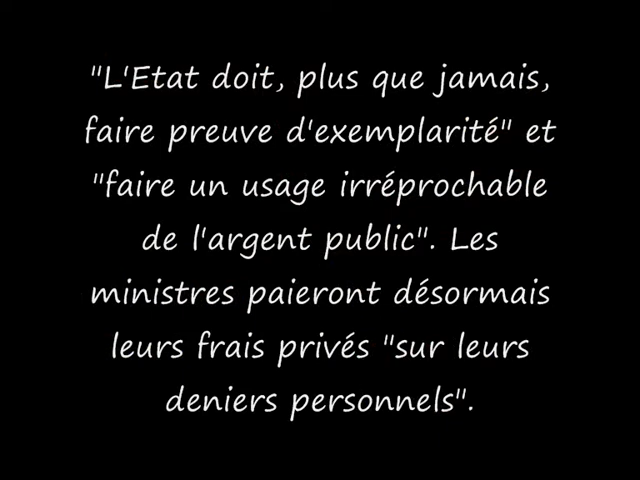 "L'Etat doit, plus que jamais,
faire preuve d'exemplarité" et
"faire un usage irréprochable
de l'argent public". Les
ministres paieront désormais
leurs frais privés "sur leurs
deniers personnels".